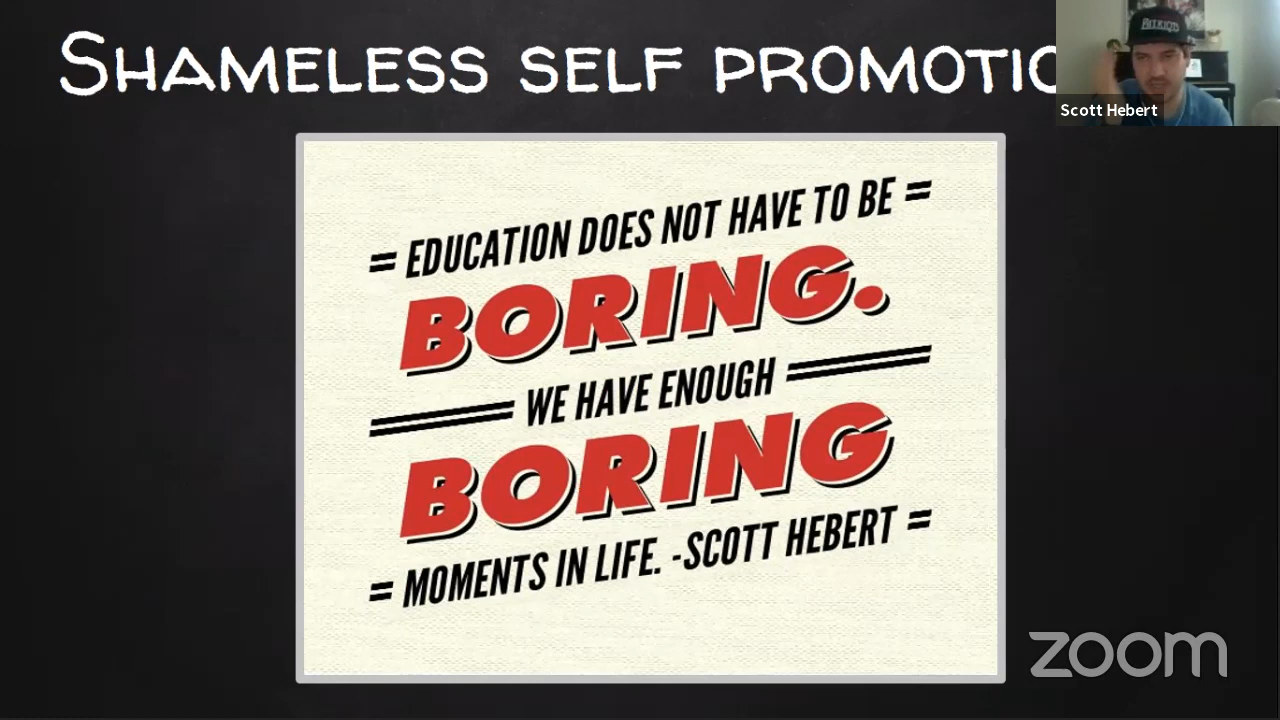 SHAMELESS SELF PROMOTIO
Scott Hebert
= EDUCATION DOES NOT HAVE TO BE =
BORING.
WE HAVE ENOUGH
BORING
= MOMENTS IN LIFE. -SCOTT HEBERT =
zoom